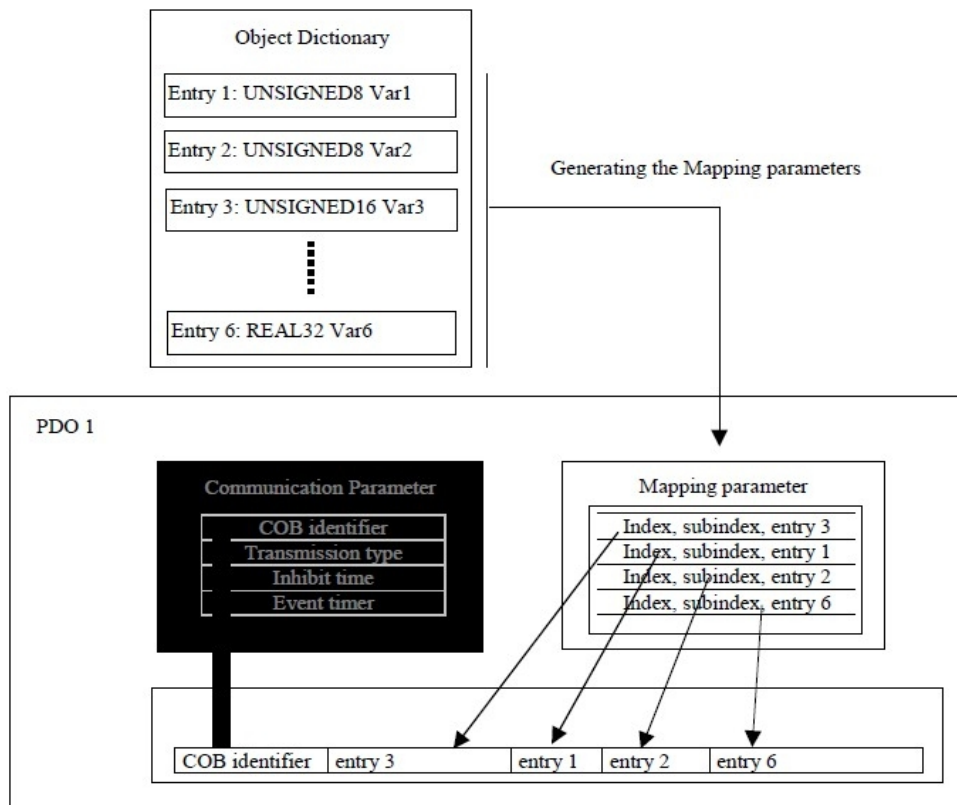 Object Dictionary
Entry 1: UNSIGNED8 Var1
Entry 2: UNSIGNED8 Var2
Entry 3: UNSIGNED16 Var3
Entry 6: REAL32 Var6
Generating the Mapping parameters
PDO 1
Communication Parameter
COB identifier
Transmission type
Inhibit time
Event timer
Mapping parameter
Index, subindex, entry 3
Index, subindex, entry 1
Index, subindex, entry 2
Index, subindex, entry 6
COB identifier entry 3 entry 1 entry 2 entry 6